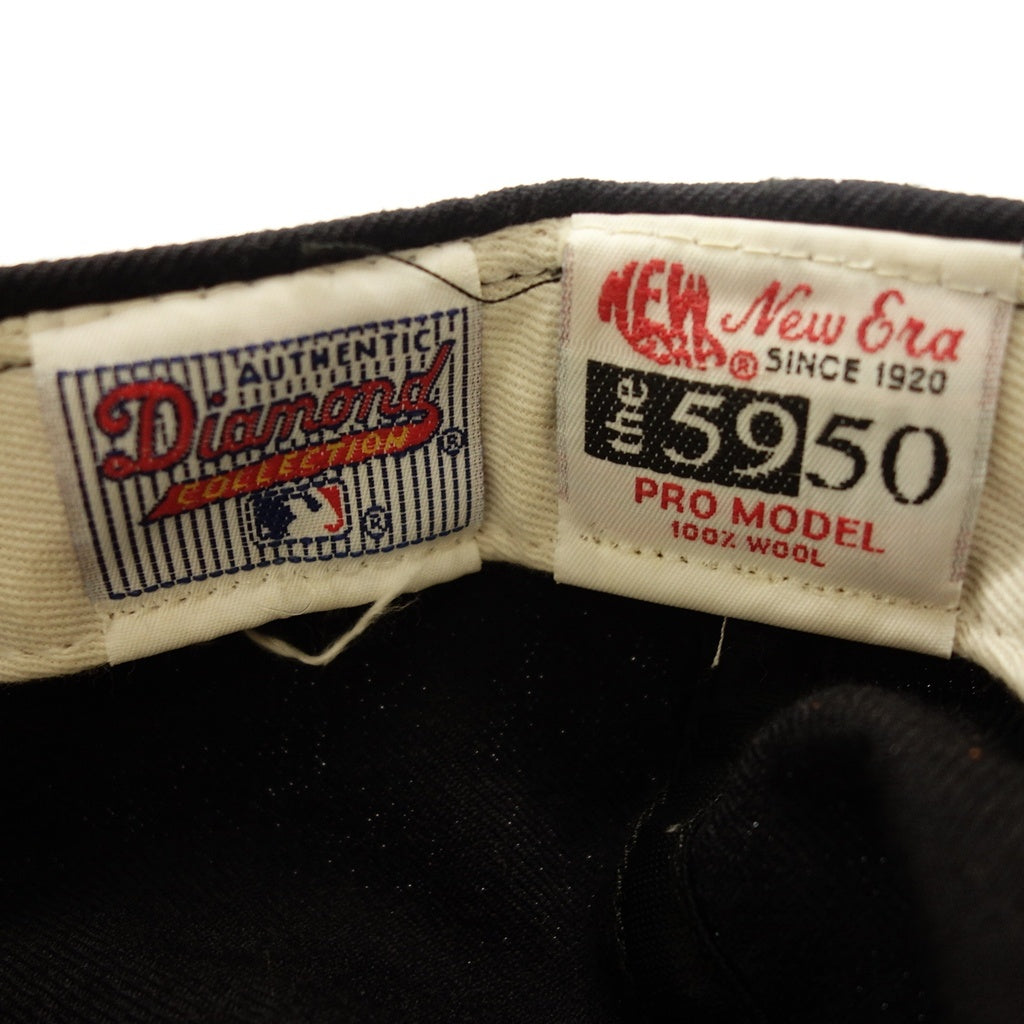 AUTHENTIC
Diamond
COLLECTION®
®
NEW
ERA®
New Era
SINCE 1920
the 5950
PRO MODEL
100% WOOL